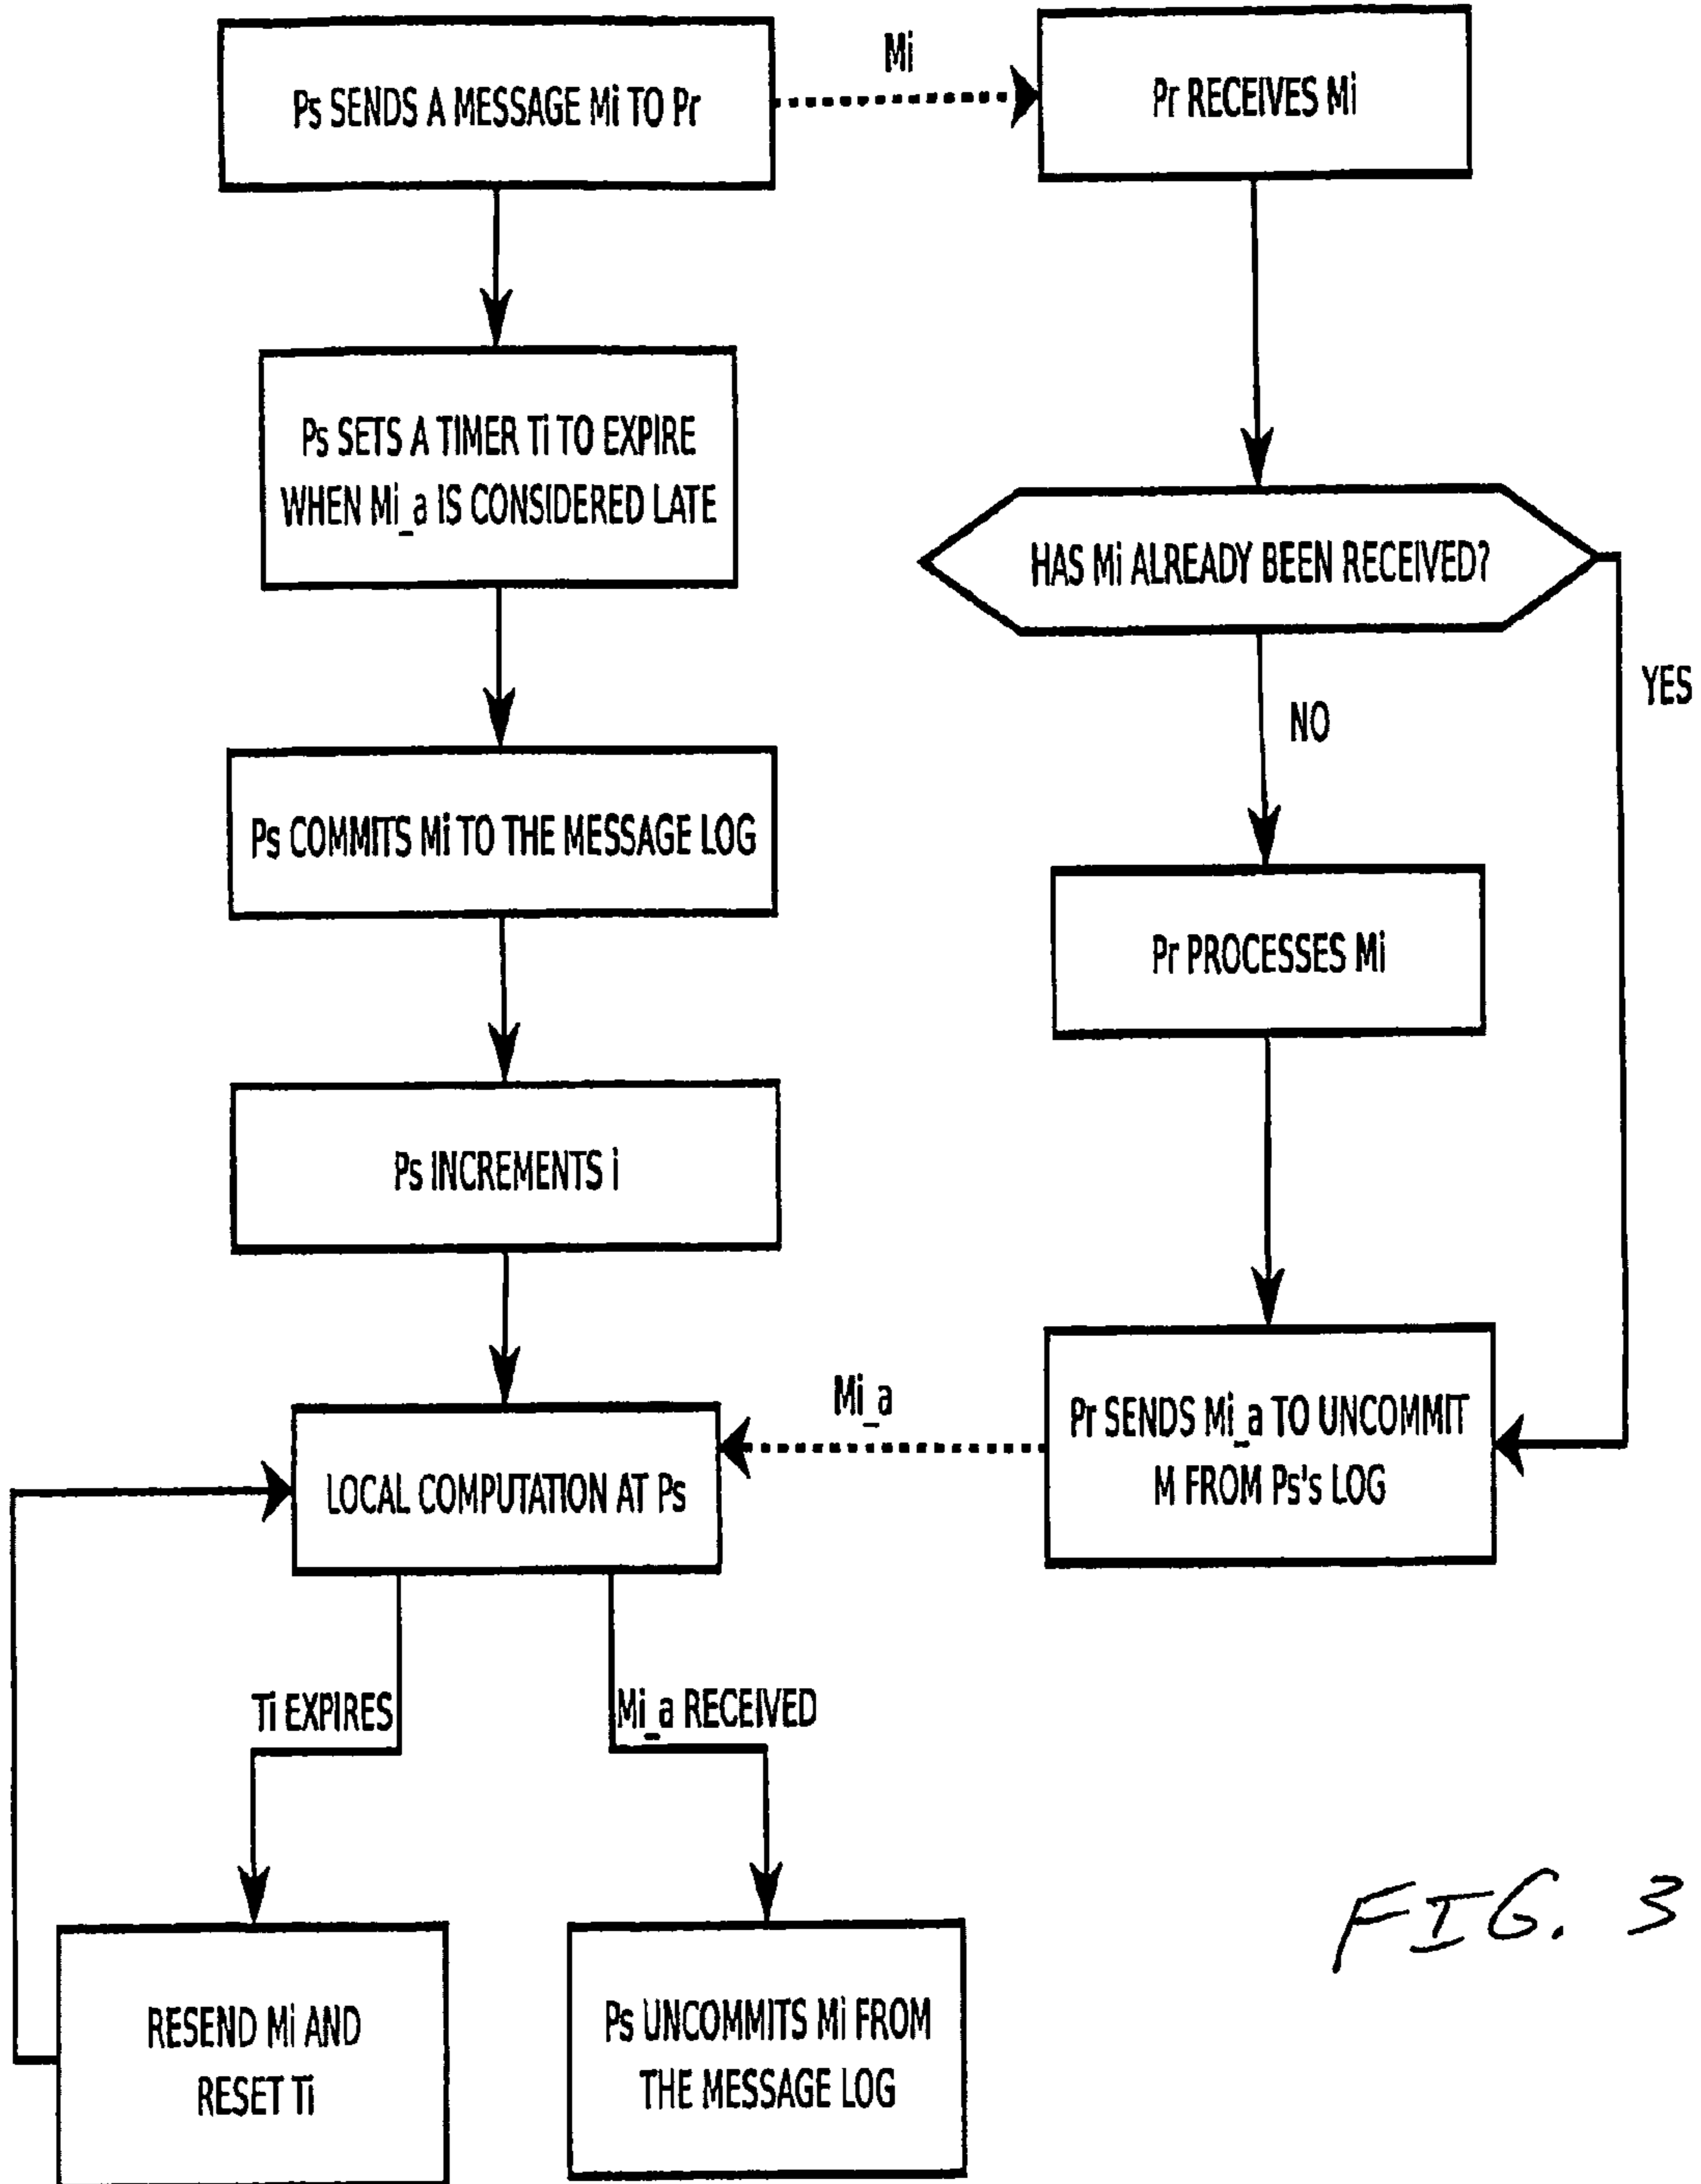 Mi
Ps SENDS A MESSAGE Mi TO Pr
Pr RECEIVES Mi
Ps SETS A TIMER Ti TO EXPIRE
WHEN Mi_a IS CONSIDERED LATE
HAS Mi ALREADY BEEN RECEIVED?
YES
NO
Ps COMMITS Mi TO THE MESSAGE LOG
Pr PROCESSES Mi
Ps INCREMENTS i
Mi_a
Pr SENDS Mi_a TO UNCOMMIT
M FROM Ps's LOG
LOCAL COMPUTATION AT Ps
Ti EXPIRES
Mi_a RECEIVED
RESEND Mi AND
RESET Ti
Ps UNCOMMITS Mi FROM
THE MESSAGE LOG
FIG. 3